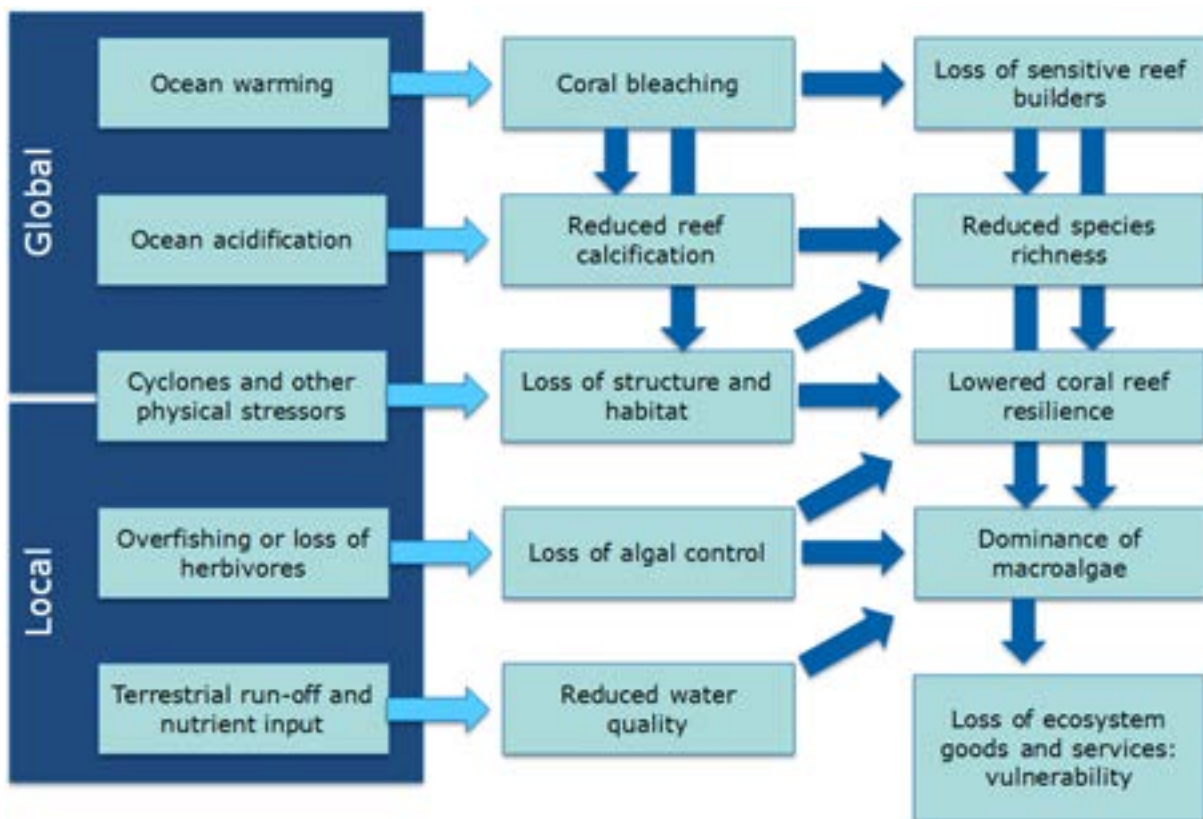 Global
Ocean warming
Coral bleaching
Loss of sensitive reef
builders
Ocean acidification
Reduced reef
calcification
Reduced species
richness
Cyclones and other
physical stressors
Loss of structure and
habitat
Lowered coral reef
resilience
Local
Overfishing or loss of
herbivores
Loss of algal control
Dominance of
macroalgae
Terrestrial run-off and
nutrient input
Reduced water
quality
Loss of ecosystem
goods and services:
vulnerability